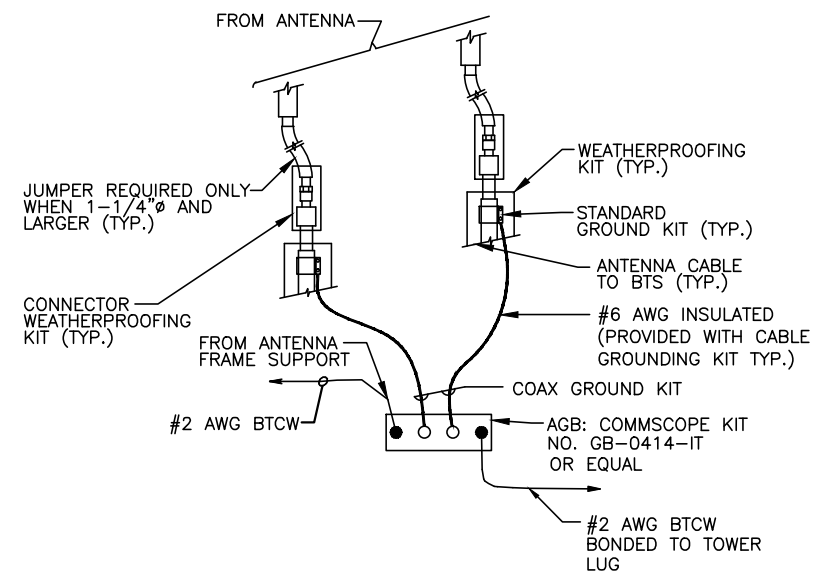 FROM ANTENNA
WEATHERPROOFING
KIT (TYP.)
JUMPER REQUIRED ONLY
WHEN 1-1/4"ø AND
LARGER (TYP.)
STANDARD
GROUND KIT (TYP.)
ANTENNA CABLE
TO BTS (TYP.)
CONNECTOR
WEATHERPROOFING
KIT (TYP.)
#6 AWG INSULATED
(PROVIDED WITH CABLE
GROUNDING KIT TYP.)
FROM ANTENNA
FRAME SUPPORT
COAX GROUND KIT
#2 AWG BTCW
AGB: COMMSCOPE KIT
NO. GB-0414-IT
OR EQUAL
#2 AWG BTCW
BONDED TO TOWER
LUG